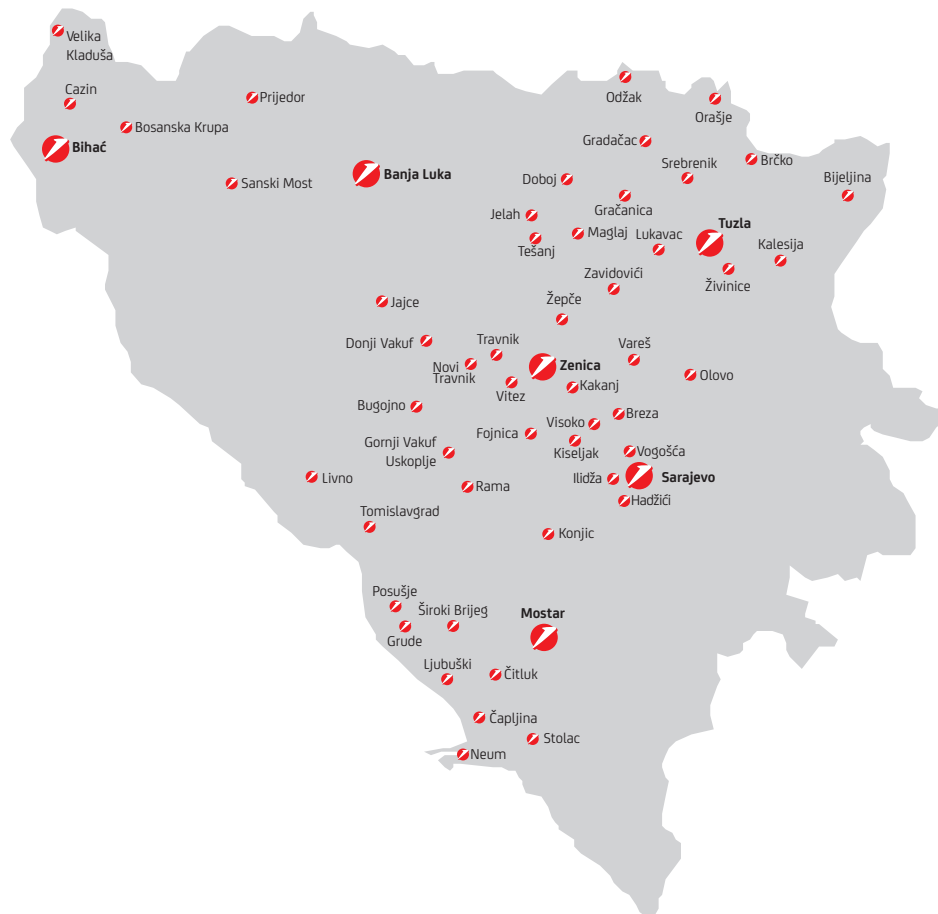 Velika
Kladuša
Cazin
Prijedor
Odžak
Orašje
Bosanska Krupa
Bihać
Gradačac
Srebrenik
Brčko
Bijeljina
Banja Luka
Doboj
Sanski Most
Gračanica
Jelah
Tuzla
Maglaj
Lukavac
Tešanj
Kalesija
Zavidovići
Živinice
Žepče
Jajce
Donji Vakuf
Travnik
Vareš
Novi
Travnik
Zenica
Olovo
Vitez
Kakanj
Bugojno
Breza
Visoko
Fojnica
Gornji Vakuf
Uskoplje
Kiseljak
Vogošća
Livno
Ilidža
Sarajevo
Rama
Hadžići
Tomislavgrad
Konjic
Posušje
Široki Brijeg
Mostar
Grude
Ljubuški
Čitluk
Čapljina
Stolac
Neum